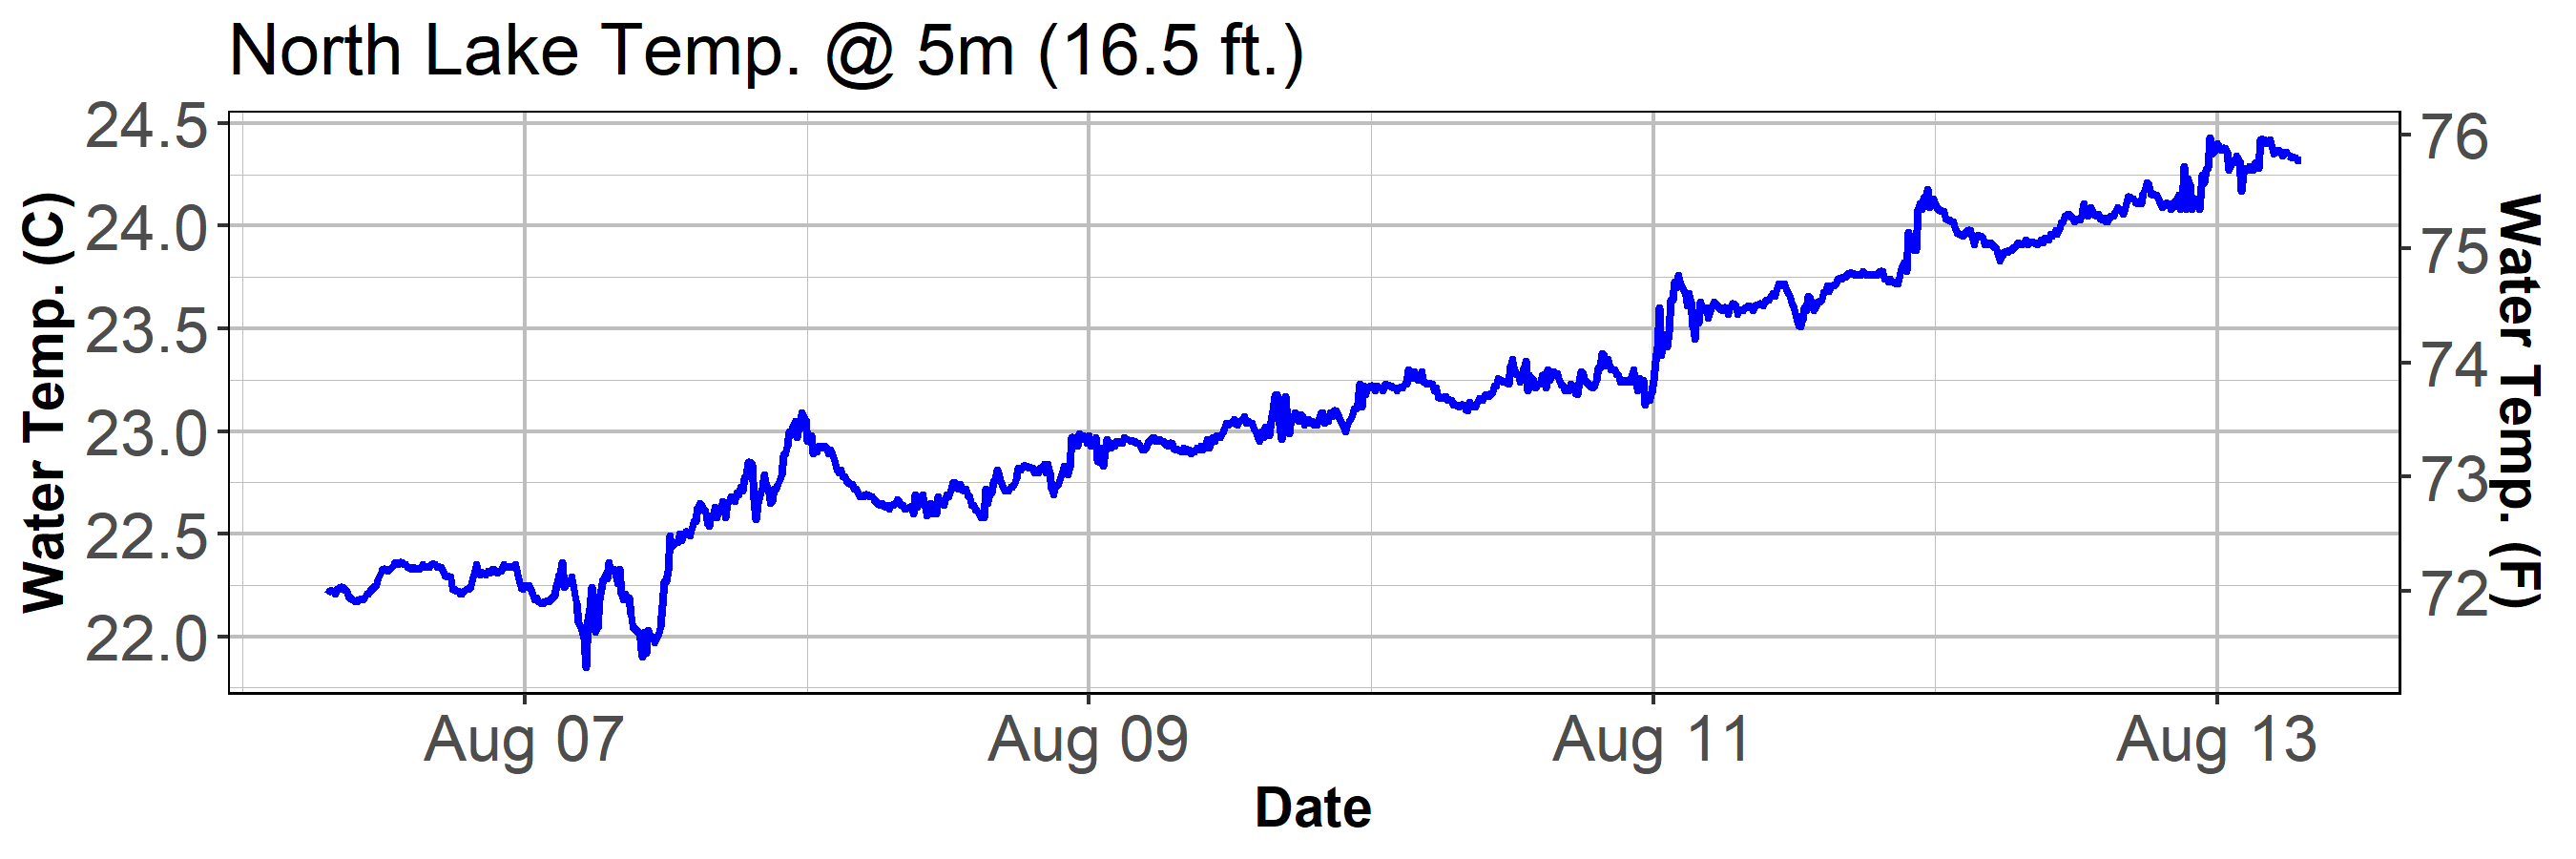 North Lake Temp. @ 5m (16.5 ft.)
Water Temp. (C)
24.5
24.0
23.5
23.0
22.5
22.0
76
75
74
73
72
Water Temp. (F)
Aug 07 Aug 09 Aug 11 Aug 13
Date